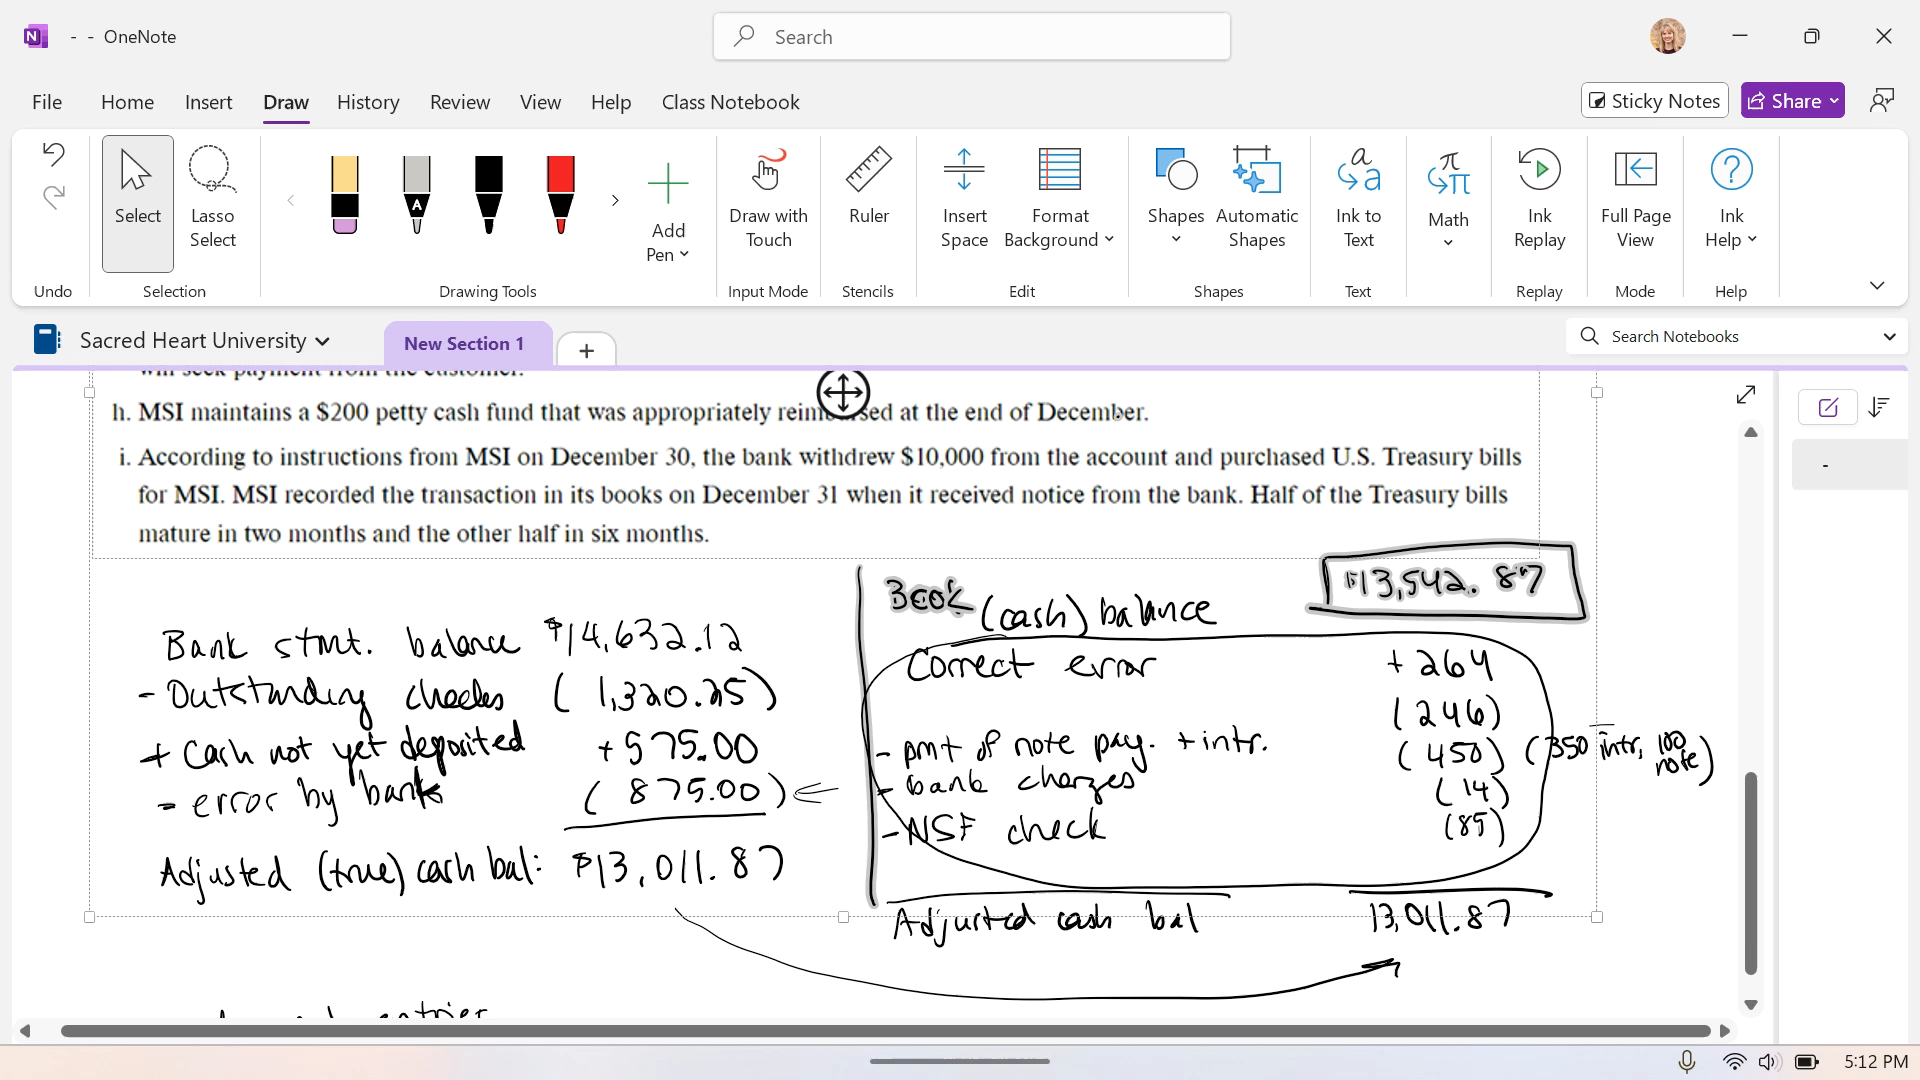 - - OneNote
Search
File Home Insert Draw History Review View Help Class Notebook
Sticky Notes Share
Select
Lasso Select
A
Add Pen
Draw with Touch
Ruler
Insert Space
Format Background
Shapes
Automatic Shapes
Ink to Text
Math
Ink Replay
Full Page View
Ink Help
Undo Selection Drawing Tools Input Mode Stencils Edit Shapes Text Replay Mode Help
Sacred Heart University New Section 1 + Search Notebooks
will seek payment from the customer.
h. MSI maintains a $200 petty cash fund that was appropriately reimbursed at the end of December.
i. According to instructions from MSI on December 30, the bank withdrew $10,000 from the account and purchased U.S. Treasury bills
for MSI. MSI recorded the transaction in its books on December 31 when it received notice from the bank. Half of the Treasury bills
mature in two months and the other half in six months.
Bank stmt. balance $14,632.12
- Outstanding checks (1,320.25)
+ Cash not yet deposited + 575.00
- error by bank (875.00)
Adjusted (true) cash bal: $13,011.87
Book (cash) balance $13,542.87
Correct error + 264
(246)
- pmt of note pay. + intr. (450) (350 intr, 100 note)
- bank charges (14)
- NSF check (85)
Adjusted cash bal 13,011.87
entries
-
5:12 PM